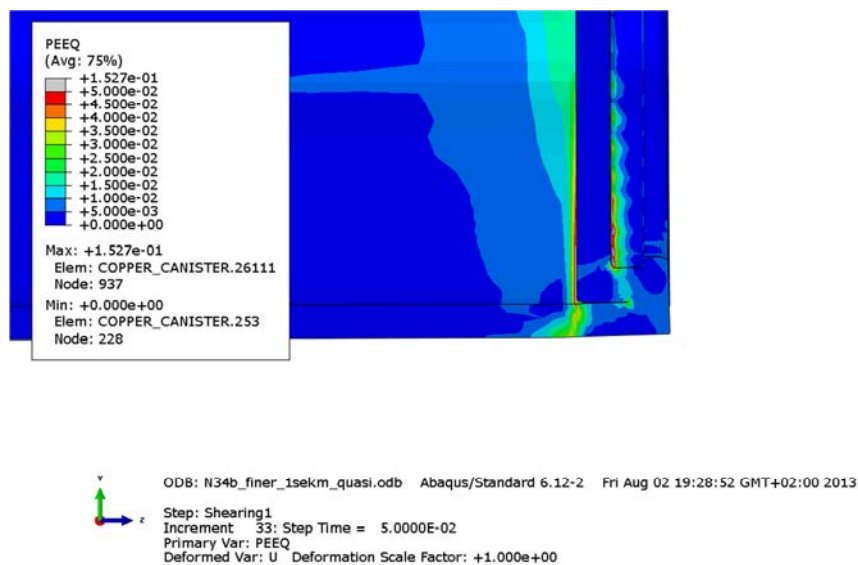 PEEQ
(Avg: 75%)
+1.527e-01
+5.000e-02
+4.500e-02
+4.000e-02
+3.500e-02
+3.000e-02
+2.500e-02
+2.000e-02
+1.500e-02
+1.000e-02
+5.000e-03
+0.000e+00
Max: +1.527e-01
Elem: COPPER_CANISTER.26111
Node: 937
Min: +0.000e+00
Elem: COPPER_CANISTER.253
Node: 228
Y
Z
ODB: N34b_finer_1sekm_quasi.odb Abaqus/Standard 6.12-2 Fri Aug 02 19:28:52 GMT+02:00 2013
Step: Shearing1
Increment 33: Step Time = 5.0000E-02
Primary Var: PEEQ
Deformed Var: U Deformation Scale Factor: +1.000e+00